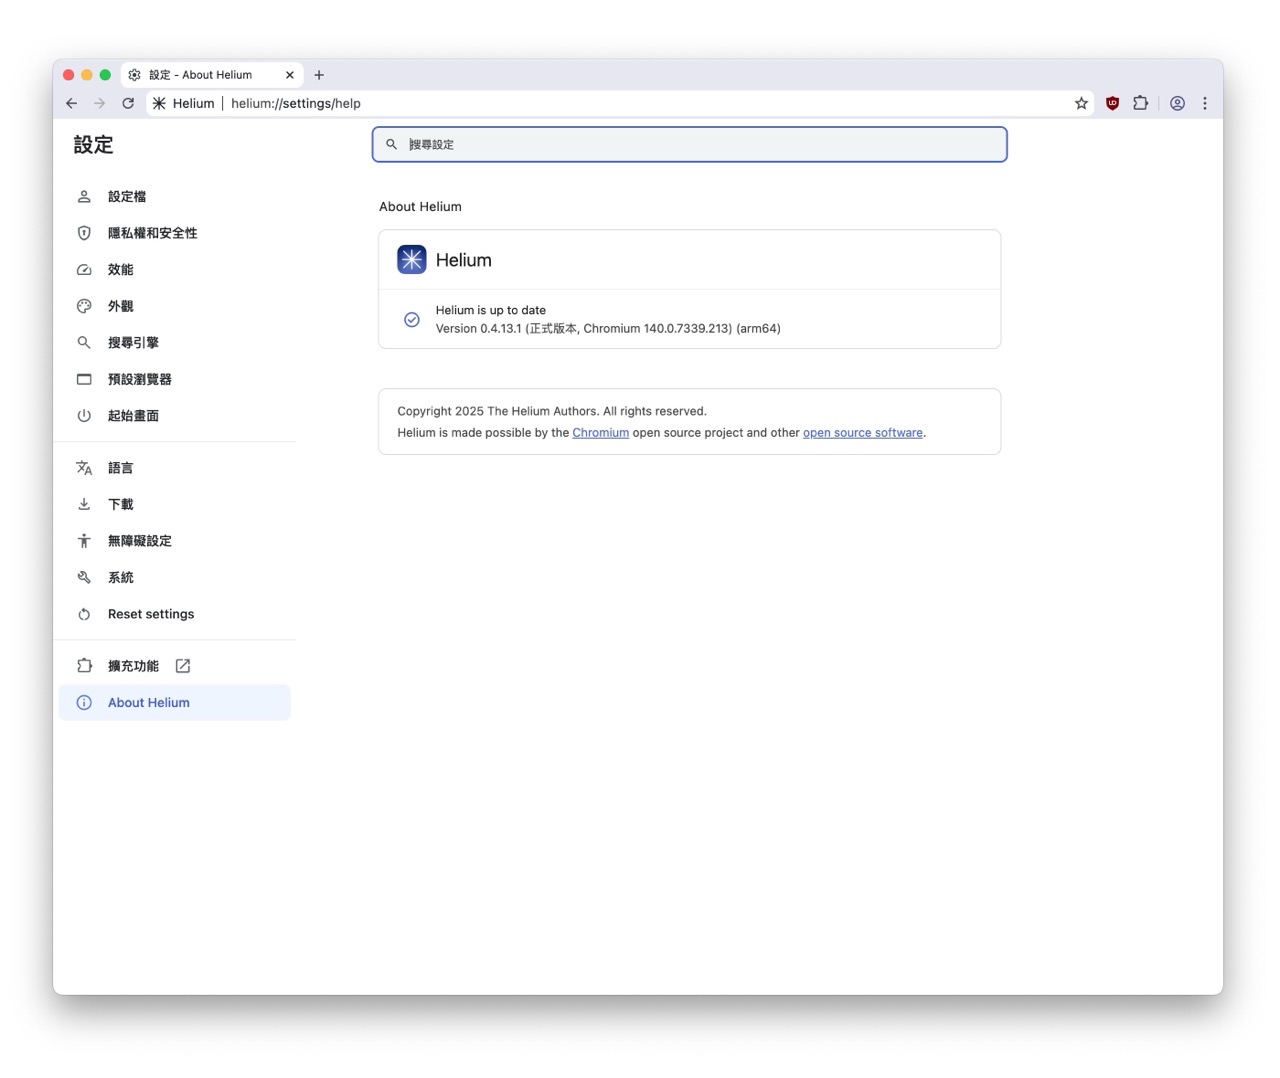 設定 - About Helium
Helium
helium://settings/help
設定
搜尋設定
設定檔
隱私權和安全性
效能
外觀
搜尋引擎
預設瀏覽器
起始畫面
語言
下載
無障礙設定
系統
Reset settings
擴充功能
About Helium
About Helium
Helium
Helium is up to date
Version 0.4.13.1 (正式版本, Chromium 140.0.7339.213) (arm64)
Copyright 2025 The Helium Authors. All rights reserved.
Helium is made possible by the Chromium open source project and other open source software.